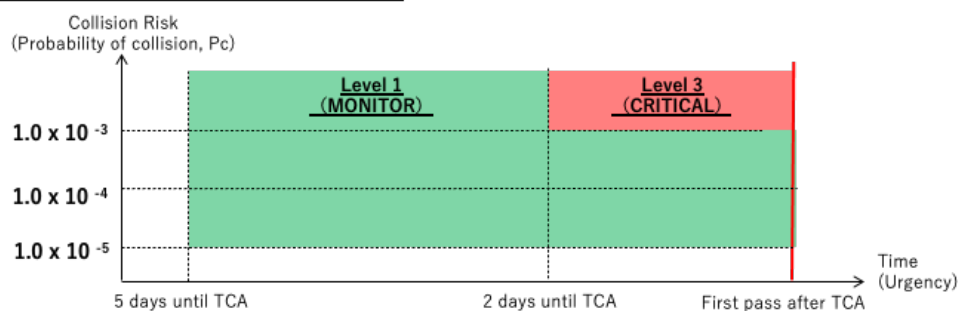 Collision Risk
(Probability of collision, Pc)
Level 1
（MONITOR）
Level 3
（CRITICAL）
1.0 x 10 -3
1.0 x 10 -4
1.0 x 10 -5
Time
(Urgency)
5 days until TCA
2 days until TCA
First pass after TCA